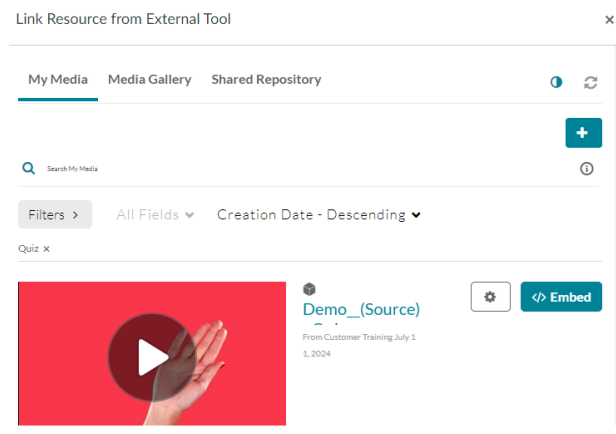 Link Resource from External Tool ×
My Media Media Gallery Shared Repository
+
Search My Media
Filters > All Fields Creation Date - Descending
Quiz ×
Demo__(Source)
</> Embed
From Customer Training July 1
1, 2024